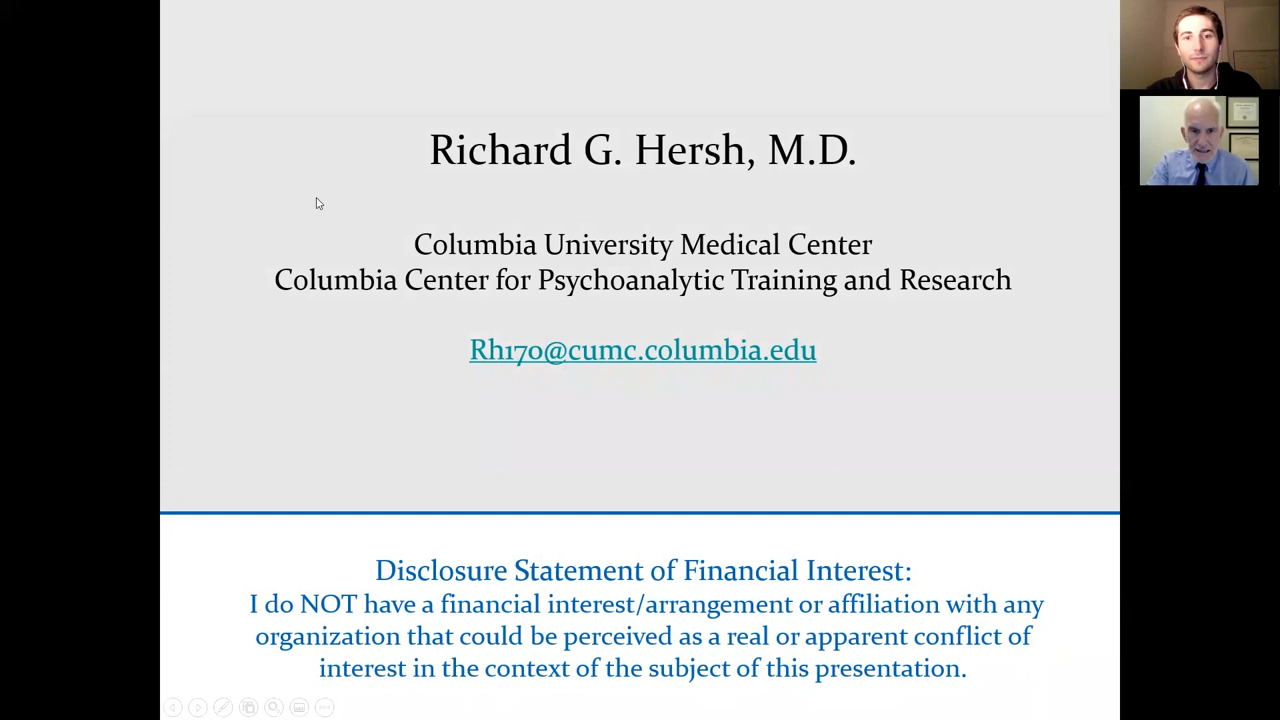 Richard G. Hersh, M.D.
Columbia University Medical Center
Columbia Center for Psychoanalytic Training and Research
Rh170@cumc.columbia.edu
Disclosure Statement of Financial Interest:
I do NOT have a financial interest/arrangement or affiliation with any
organization that could be perceived as a real or apparent conflict of
interest in the context of the subject of this presentation.